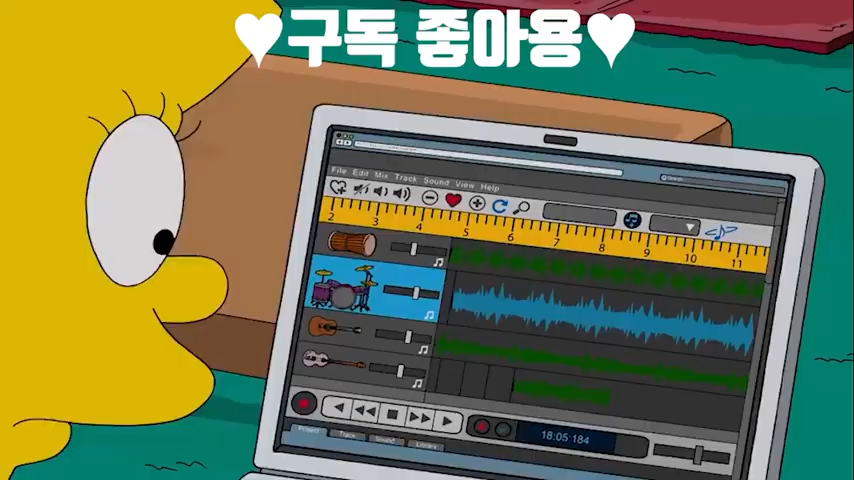 ♥구독 좋아용♥
File Edit Mix Track Sound View Help
2 3 4 5 6 7 8 9 10 11
18:05:184
Project Track Sound Library